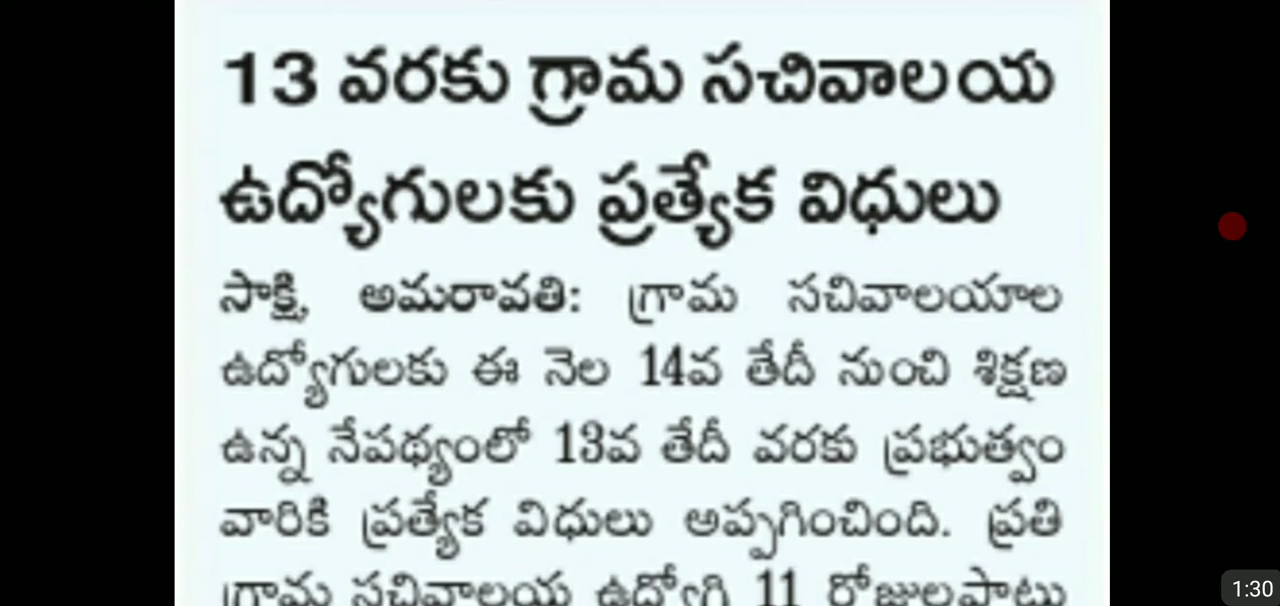 13 వరకు గ్రామ సచివాలయ
ఉద్యోగులకు ప్రత్యేక విధులు
సాక్షి, అమరావతి: గ్రామ సచివాలయాల
ఉద్యోగులకు ఈ నెల 14వ తేదీ నుంచి శిక్షణ
ఉన్న నేపథ్యంలో 13వ తేదీ వరకు ప్రభుత్వం
వారికి ప్రత్యేక విధులు అప్పగించింది. ప్రతి
గ్రామ సచివాలయ ఉద్యోగి 11 రోజులపాటు
1:30